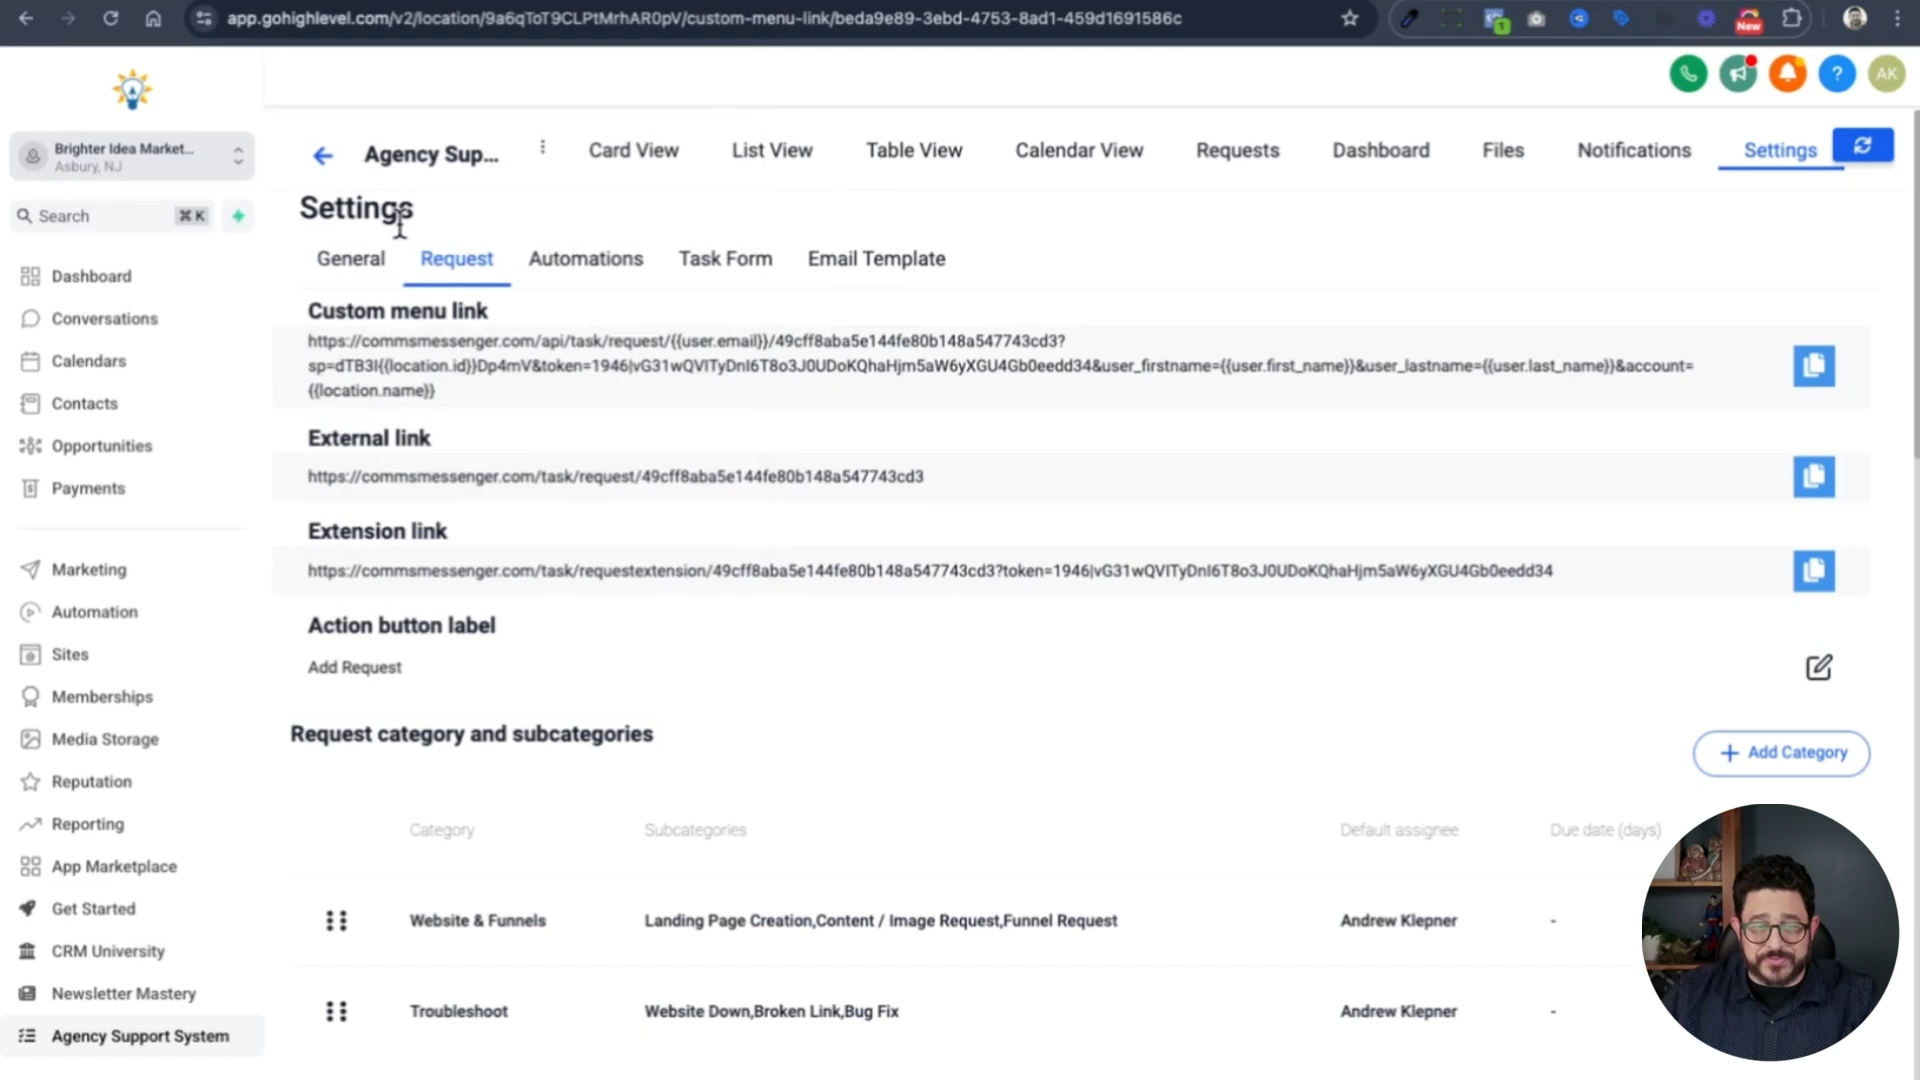 app.gohighlevel.com/v2/location/9a6qToT9CLPtMrhAR0pV/custom-menu-link/beda9e89-3ebd-4753-8ad1-459d1691586c
1
New
AK
Brighter Idea Market...
Asbury, NJ
Search
⌘ K
Dashboard
Conversations
Calendars
Contacts
Opportunities
Payments
Marketing
Automation
Sites
Memberships
Media Storage
Reputation
Reporting
App Marketplace
Get Started
CRM University
Newsletter Mastery
Agency Support System
Agency Sup...
Card View
List View
Table View
Calendar View
Requests
Dashboard
Files
Notifications
Settings
Settings
General
Request
Automations
Task Form
Email Template
Custom menu link
https://commsmessenger.com/api/task/request/{{user.email}}/49cff8aba5e144fe80b148a547743cd3?
sp=dTB3I{{location.id}}Dp4mV&token=1946|vG31wQVITyDnI6T8o3J0UDoKQhaHjm5aW6yXGU4Gb0eedd34&user_firstname={{user.first_name}}&user_lastname={{user.last_name}}&account=
{{location.name}}
External link
https://commsmessenger.com/task/request/49cff8aba5e144fe80b148a547743cd3
Extension link
https://commsmessenger.com/task/requestextension/49cff8aba5e144fe80b148a547743cd3?token=1946|vG31wQVITyDnI6T8o3J0UDoKQhaHjm5aW6yXGU4Gb0eedd34
Action button label
Add Request
Request category and subcategories
+ Add Category
Category
Subcategories
Default assignee
Due date (days)
Website & Funnels
Landing Page Creation,Content / Image Request,Funnel Request
Andrew Klepner
-
Troubleshoot
Website Down,Broken Link,Bug Fix
Andrew Klepner
-